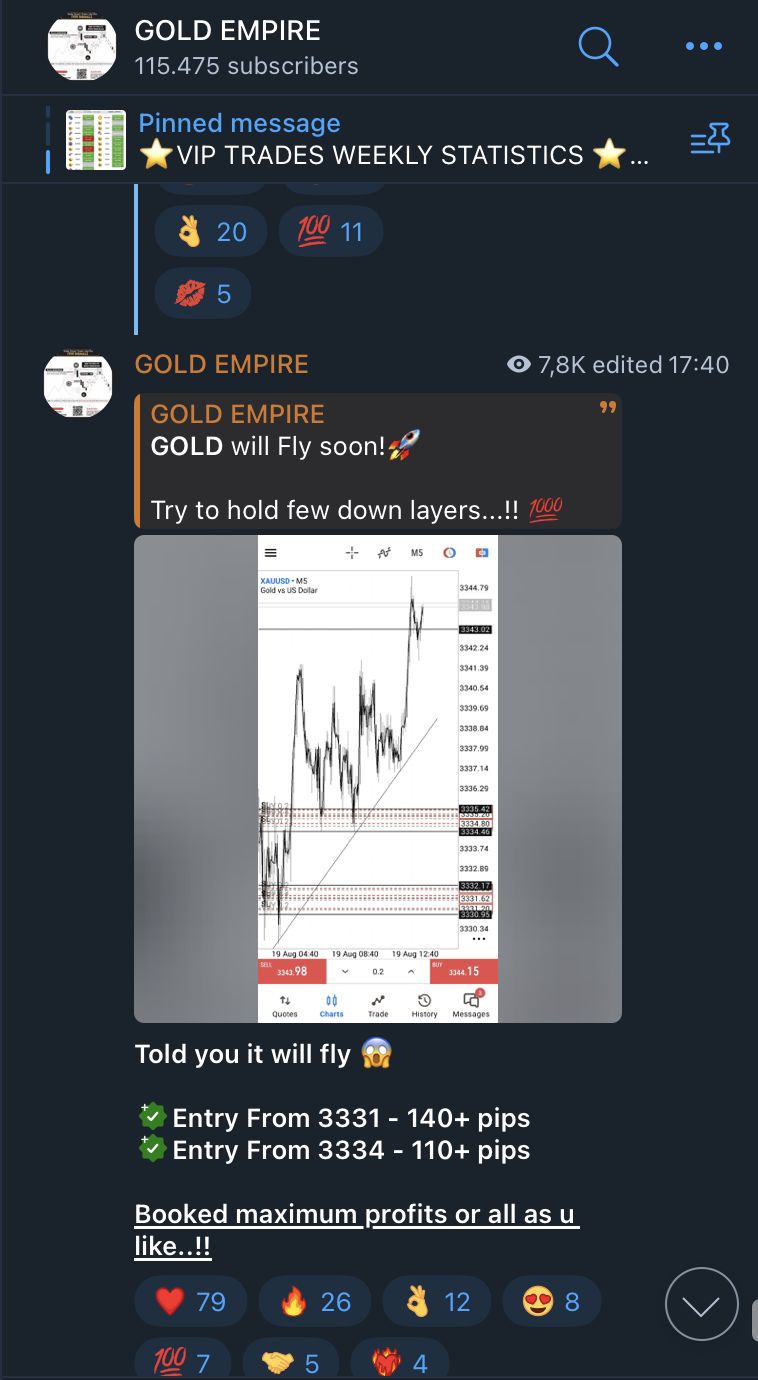 GOLD EMPIRE
115.475 subscribers
Pinned message
⭐VIP TRADES WEEKLY STATISTICS ⭐...
👌 20 💯 11
💋 5
GOLD EMPIRE 7,8K edited 17:40
GOLD EMPIRE
GOLD will Fly soon!🚀
Try to hold few down layers...!!
M5
XAUUSD • M5
Gold vs US Dollar
3344.79
3343.98
3343.02
3342.24
3341.39
3340.54
3339.69
3338.84
3337.99
3337.14
3336.29
3335.42
3335.20
3334.80
3334.46
3333.74
3332.89
3332.17
3331.62
3331.20
3330.95
3330.34
19 Aug 04:40 19 Aug 08:40 19 Aug 12:40
SELL 3343.98 0.2 BUY 3344.15
Quotes Charts Trade History Messages
3
Told you it will fly 😱
Entry From 3331 - 140+ pips
Entry From 3334 - 110+ pips
Booked maximum profits or all as u
like..!!
❤️ 79 🔥 26 👌 12 😍 8
💯 7 🤝 5 ❤️‍🔥 4